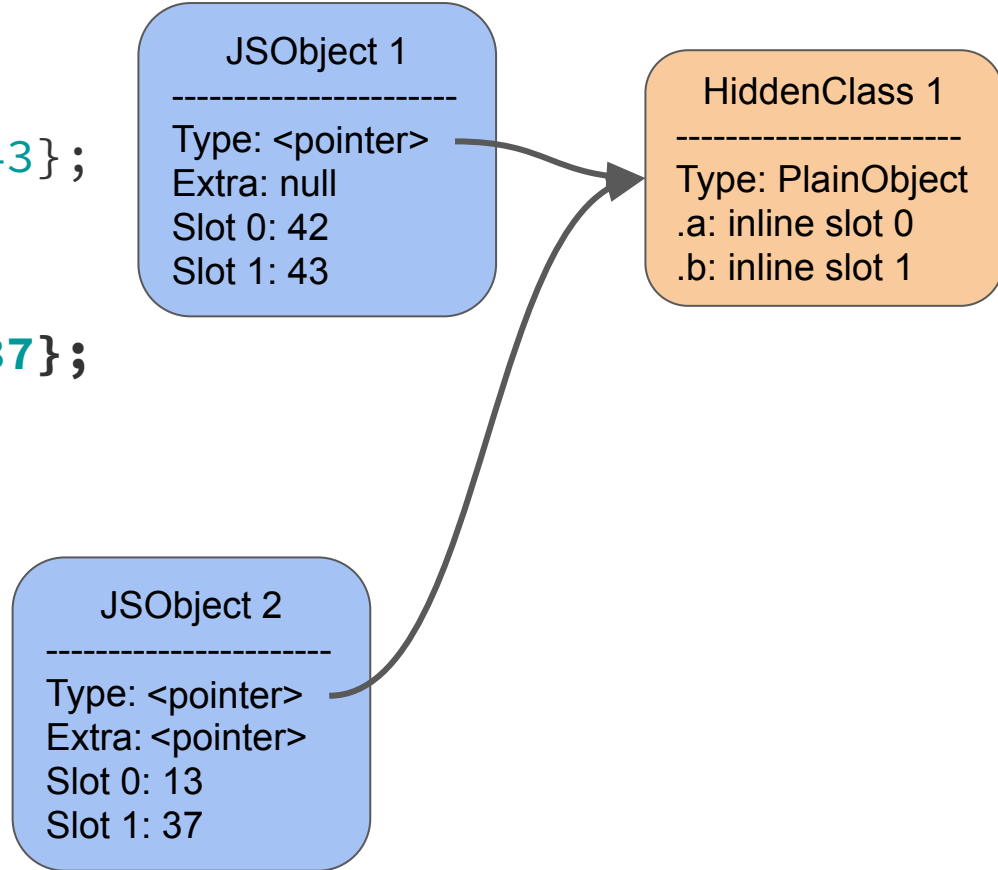 JSObject 1
-----------------------
Type: <pointer>
Extra: null
Slot 0: 42
Slot 1: 43
HiddenClass 1
-----------------------
Type: PlainObject
.a: inline slot 0
.b: inline slot 1
3};
37};
JSObject 2
-----------------------
Type: <pointer>
Extra: <pointer>
Slot 0: 13
Slot 1: 37